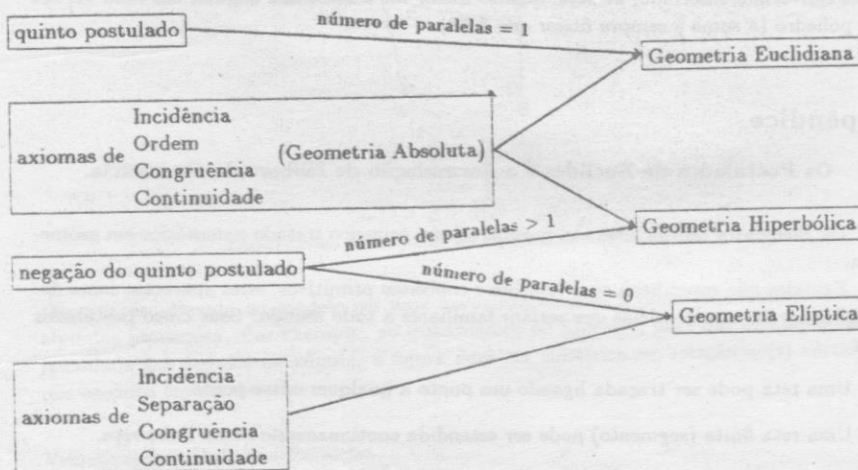 número de paralelas = 1
quinto postulado
Geometria Euclidiana
Incidência
Ordem
axiomas de
(Geometria Absoluta)
Congruência
Continuidade
Geometria Hiperbólica
número de paralelas > 1
negação do quinto postulado
número de paralelas = 0
Geometria Elíptica
Incidência
Separação
axiomas de
Congruência
Continuidade